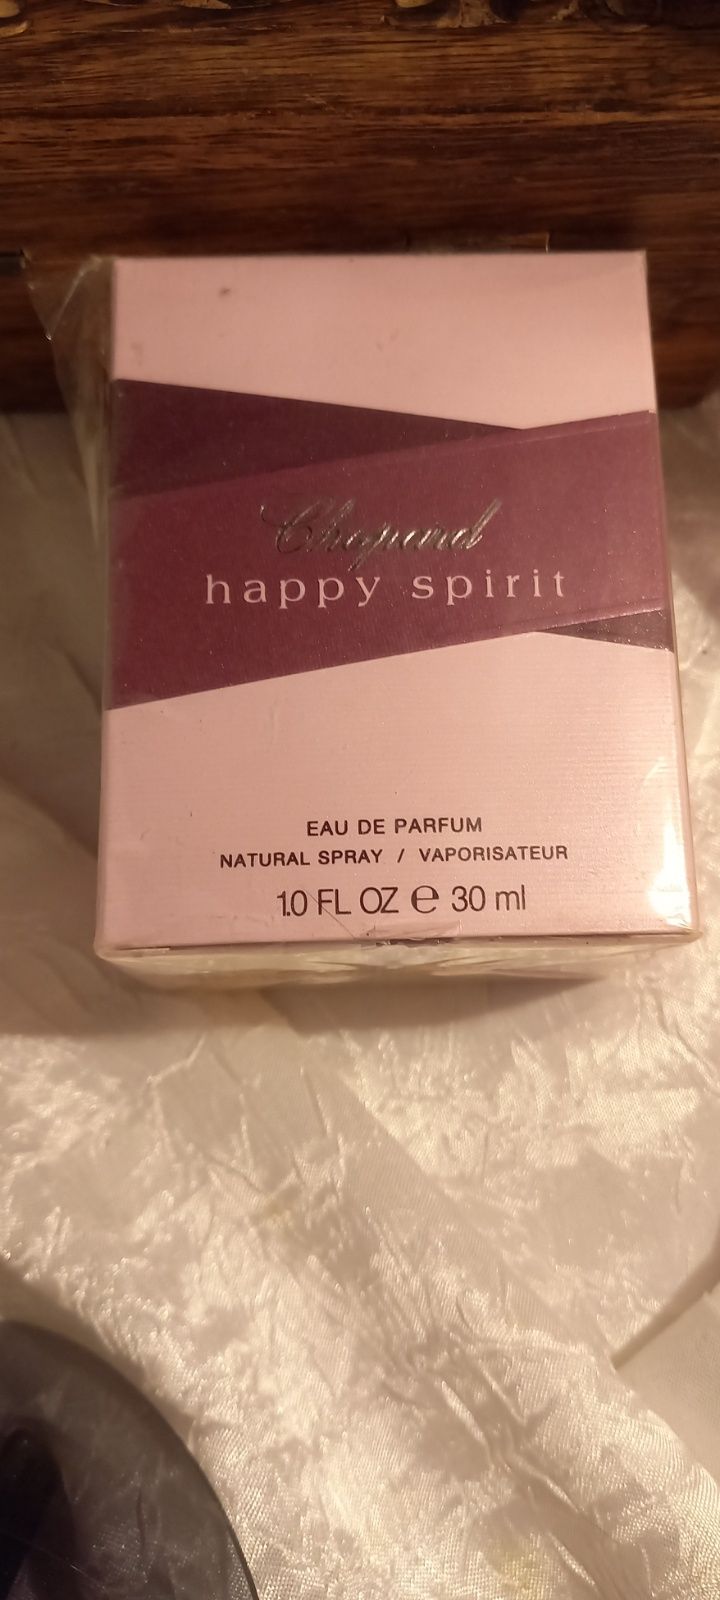 Chopard
happy spirit
EAU DE PARFUM
NATURAL SPRAY / VAPORISATEUR
1.0 FL OZ ℮ 30 ml